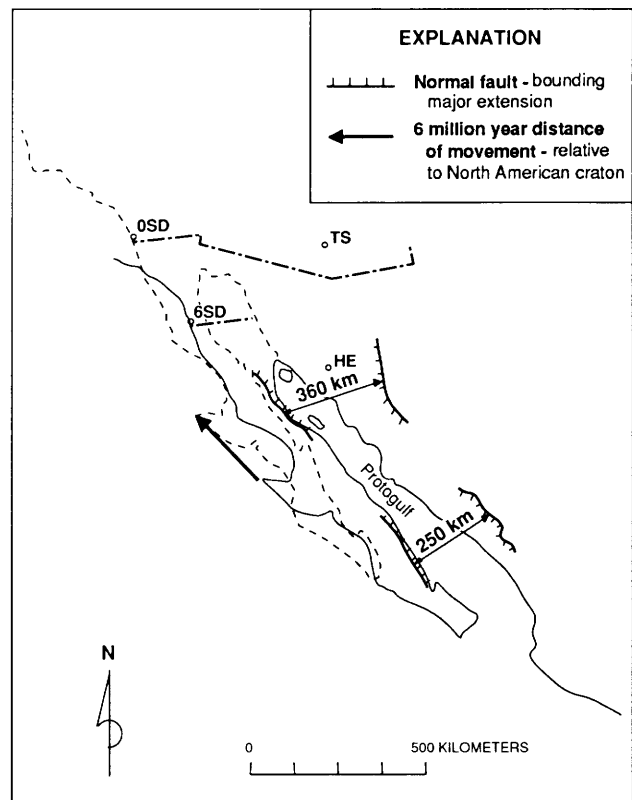 EXPLANATION
Normal fault - bounding
major extension
6 million year distance
of movement - relative
to North American craton
0SD
TS
6SD
HE
360 km
Protogulf
250 km
N
0 500 KILOMETERS